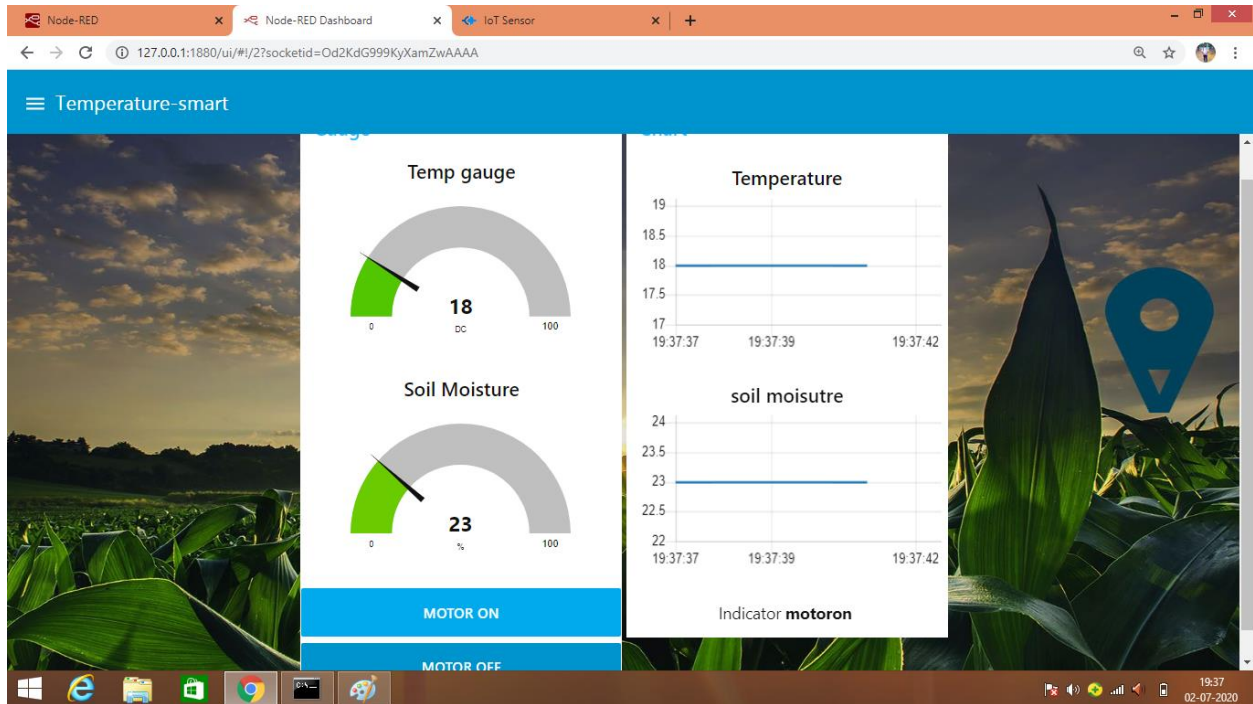 Node-RED
Node-RED Dashboard
IoT Sensor
127.0.0.1:1880/ui/#!/2?socketid=Od2KdG999KyXamZwAAAA
Temperature-smart
Gauge
Temp gauge
18
DC
0
100
Soil Moisture
23
%
0
100
MOTOR ON
MOTOR OFF
Chart
Temperature
19
18.5
18
17.5
17
19:37:37 19:37:39 19:37:42
soil moisutre
24
23.5
23
22.5
22
19:37:37 19:37:39 19:37:42
Indicator motoron
19:37
02-07-2020